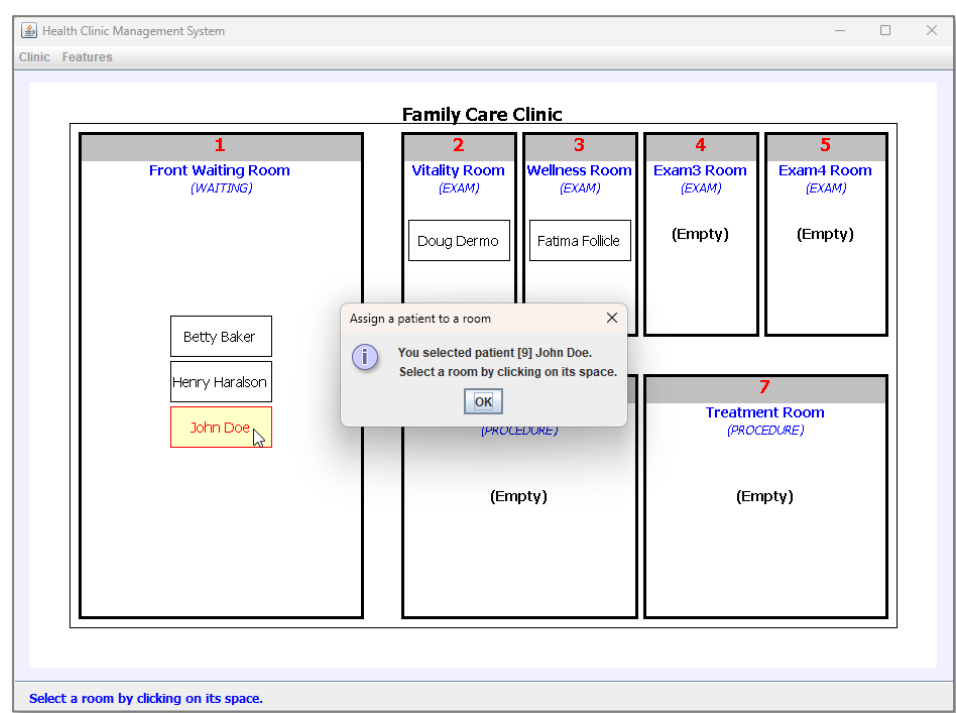 Health Clinic Management System
Clinic Features
Family Care Clinic
1
Front Waiting Room
(WAITING)
Betty Baker
Henry Haralson
John Doe
2
Vitality Room
(EXAM)
Doug Dermo
3
Wellness Room
(EXAM)
Fatima Follicle
4
Exam3 Room
(EXAM)
(Empty)
5
Exam4 Room
(EXAM)
(Empty)
Assign a patient to a room
You selected patient [9] John Doe.
Select a room by clicking on its space.
OK
(PROCEDURE)
(Empty)
7
Treatment Room
(PROCEDURE)
(Empty)
Select a room by clicking on its space.